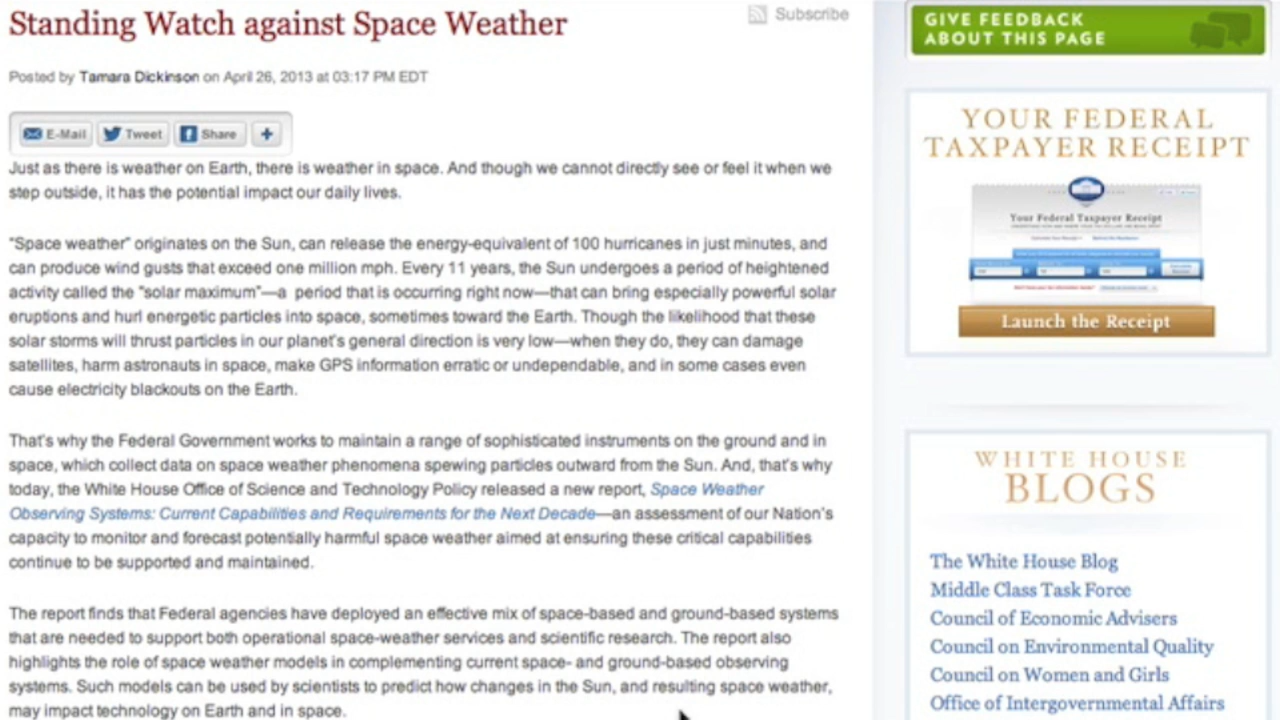 Standing Watch against Space Weather
Subscribe
Posted by Tamara Dickinson on April 26, 2013 at 03:17 PM EDT
E-Mail
Tweet
Share
+
Just as there is weather on Earth, there is weather in space. And though we cannot directly see or feel it when we
step outside, it has the potential impact our daily lives.
"Space weather" originates on the Sun, can release the energy-equivalent of 100 hurricanes in just minutes, and
can produce wind gusts that exceed one million mph. Every 11 years, the Sun undergoes a period of heightened
activity called the "solar maximum"—a period that is occurring right now—that can bring especially powerful solar
eruptions and hurl energetic particles into space, sometimes toward the Earth. Though the likelihood that these
solar storms will thrust particles in our planet's general direction is very low—when they do, they can damage
satellites, harm astronauts in space, make GPS information erratic or undependable, and in some cases even
cause electricity blackouts on the Earth.
That's why the Federal Government works to maintain a range of sophisticated instruments on the ground and in
space, which collect data on space weather phenomena spewing particles outward from the Sun. And, that's why
today, the White House Office of Science and Technology Policy released a new report, Space Weather
Observing Systems: Current Capabilities and Requirements for the Next Decade—an assessment of our Nation's
capacity to monitor and forecast potentially harmful space weather aimed at ensuring these critical capabilities
continue to be supported and maintained.
The report finds that Federal agencies have deployed an effective mix of space-based and ground-based systems
that are needed to support both operational space-weather services and scientific research. The report also
highlights the role of space weather models in complementing current space- and ground-based observing
systems. Such models can be used by scientists to predict how changes in the Sun, and resulting space weather,
may impact technology on Earth and in space.
GIVE FEEDBACK
ABOUT THIS PAGE
YOUR FEDERAL
TAXPAYER RECEIPT
Your Federal Taxpayer Receipt
Launch the Receipt
WHITE HOUSE
BLOGS
The White House Blog
Middle Class Task Force
Council of Economic Advisers
Council on Environmental Quality
Council on Women and Girls
Office of Intergovernmental Affairs